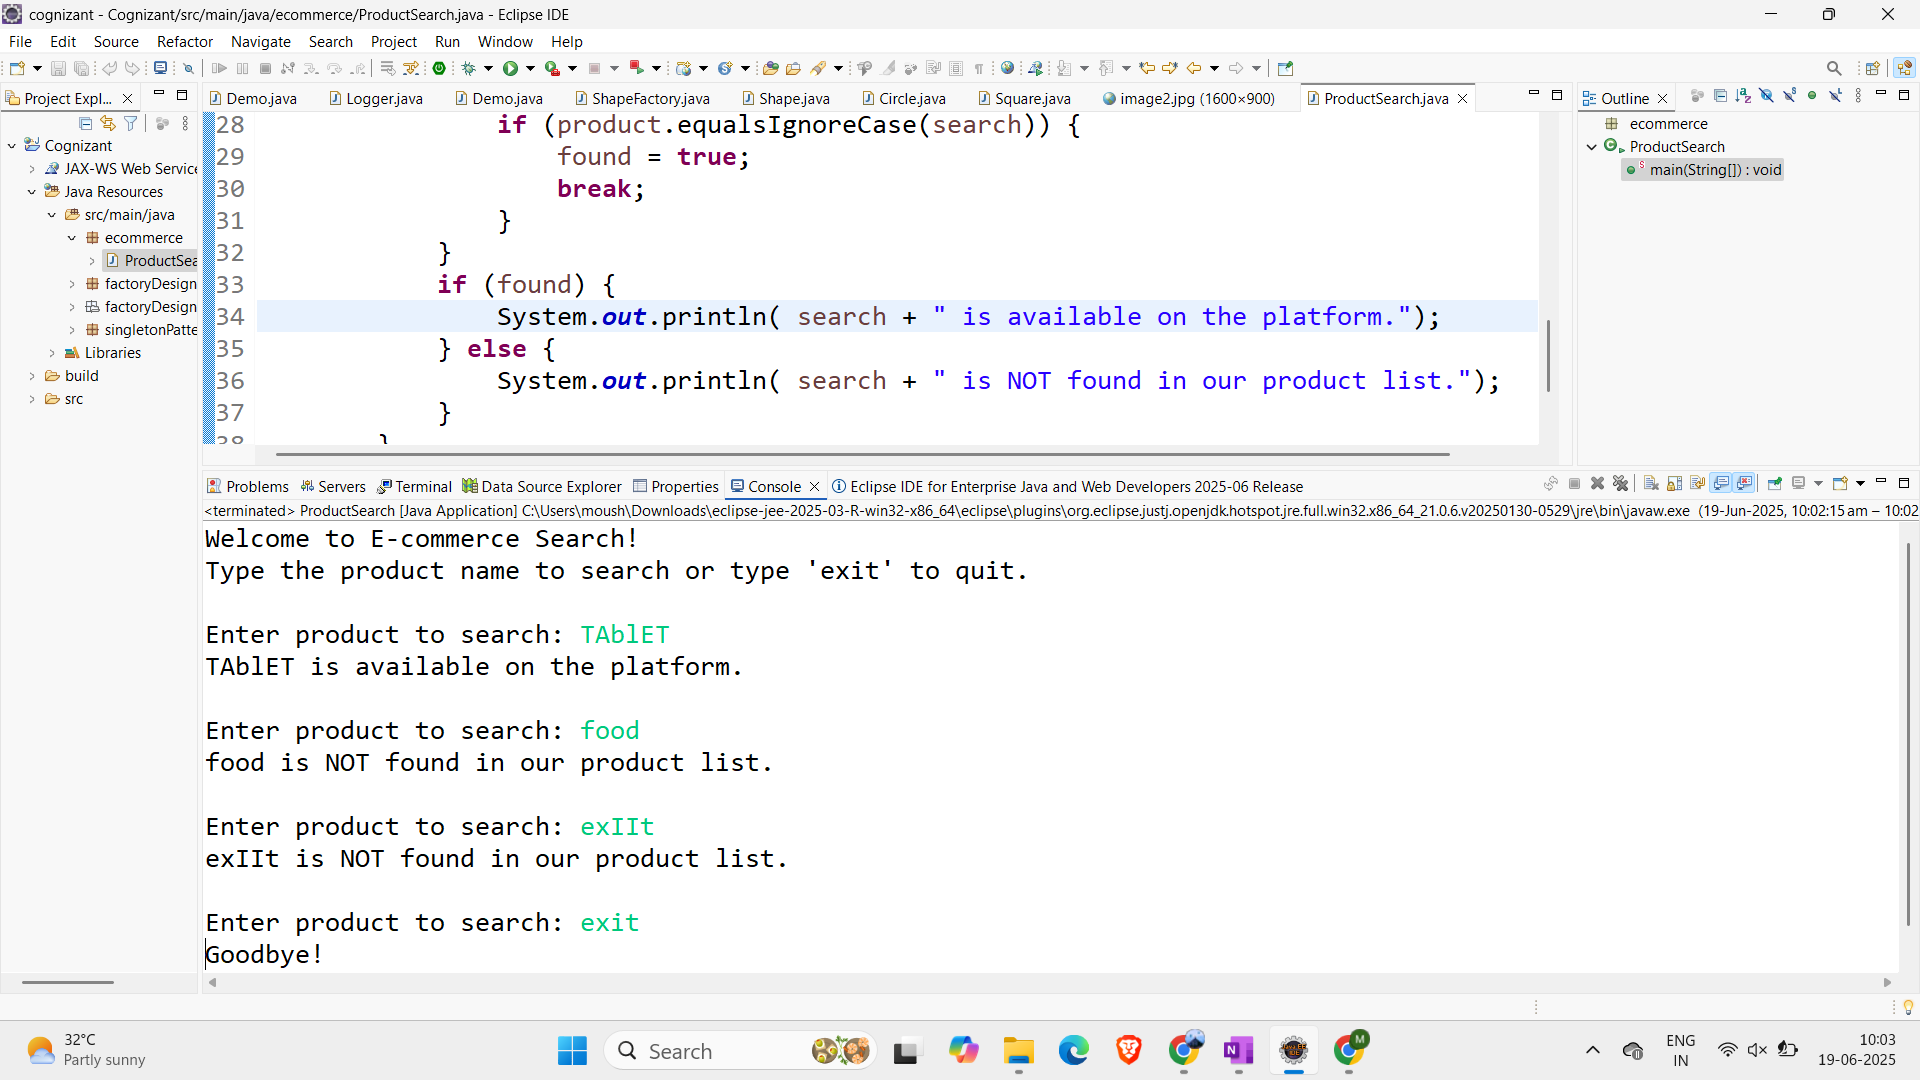 cognizant - Cognizant/src/main/java/ecommerce/ProductSearch.java - Eclipse IDE
File Edit Source Refactor Navigate Search Project Run Window Help
Project Expl...
Demo.java Logger.java Demo.java ShapeFactory.java Shape.java Circle.java Square.java image2.jpg (1600×900) ProductSearch.java
Outline
Cognizant
JAX-WS Web Service
Java Resources
src/main/java
ecommerce
ProductSea
factoryDesign
factoryDesign
singletonPatte
Libraries
build
src
28 if (product.equalsIgnoreCase(search)) {
29 found = true;
30 break;
31 }
32 }
33 if (found) {
34 System.out.println( search + " is available on the platform.");
35 } else {
36 System.out.println( search + " is NOT found in our product list.");
37 }
38 }
ecommerce
ProductSearch
main(String[]) : void
Problems Servers Terminal Data Source Explorer Properties Console Eclipse IDE for Enterprise Java and Web Developers 2025-06 Release
<terminated> ProductSearch [Java Application] C:\Users\moush\Downloads\eclipse-jee-2025-03-R-win32-x86_64\eclipse\plugins\org.eclipse.justj.openjdk.hotspot.jre.full.win32.x86_64_21.0.6.v20250130-0529\jre\bin\javaw.exe (19-Jun-2025, 10:02:15 am – 10:02
Welcome to E-commerce Search!
Type the product name to search or type 'exit' to quit.
Enter product to search: TAblET
TAblET is available on the platform.
Enter product to search: food
food is NOT found in our product list.
Enter product to search: exIIt
exIIt is NOT found in our product list.
Enter product to search: exit
Goodbye!
32°C
Partly sunny
Search
ENG
IN
10:03
19-06-2025